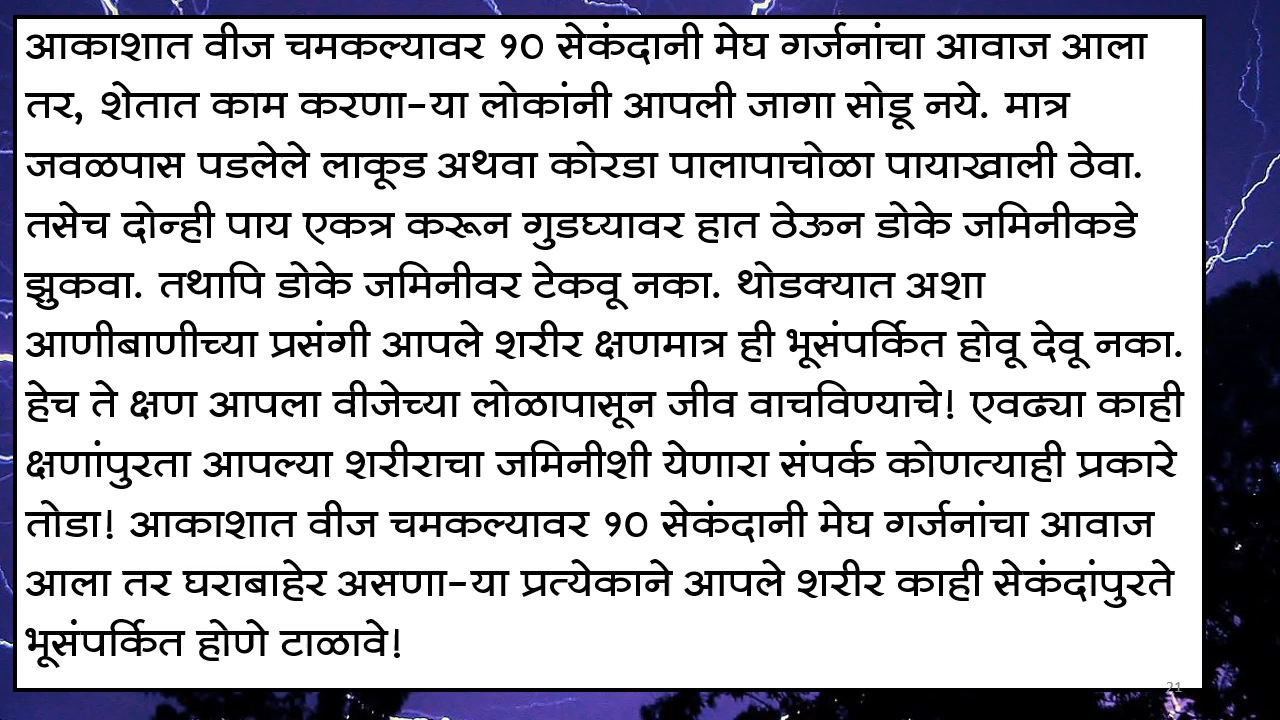 आकाशात वीज चमकल्यावर १० सेकंदानी मेघ गर्जनांचा आवाज आला
तर, शेतात काम करणा-या लोकांनी आपली जागा सोडू नये. मात्र
जवळपास पडलेले लाकूड अथवा कोरडा पालापाचोळा पायाखाली ठेवा.
तसेच दोन्ही पाय एकत्र करून गुडघ्यावर हात ठेऊन डोके जमिनीकडे
झुकवा. तथापि डोके जमिनीवर टेकवू नका. थोडक्यात अशा
आणीबाणीच्या प्रसंगी आपले शरीर क्षणमात्र ही भूसंपर्कित होवू देवू नका.
हेच ते क्षण आपला वीजेच्या लोळापासून जीव वाचविण्याचे! एवढ्या काही
क्षणांपुरता आपल्या शरीराचा जमिनीशी येणारा संपर्क कोणत्याही प्रकारे
तोडा! आकाशात वीज चमकल्यावर १० सेकंदानी मेघ गर्जनांचा आवाज
आला तर घराबाहेर असणा-या प्रत्येकाने आपले शरीर काही सेकंदांपुरते
भूसंपर्कित होणे टाळावे!
21